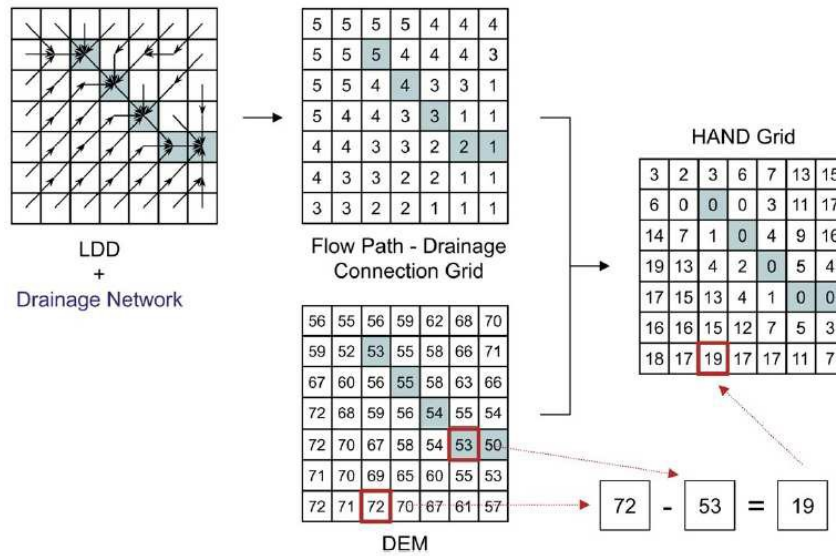 5 5 5 5 4 4 4
5 5 5 4 4 4 3
5 5 4 4 3 3 1
5 4 4 3 3 1 1
4 4 3 3 2 2 1
4 3 3 2 2 1 1
3 3 2 2 1 1 1
LDD
+
Drainage Network
Flow Path - Drainage
Connection Grid
HAND Grid
3 2 3 6 7 13 15
6 0 0 0 3 11 17
14 7 1 0 4 9 16
19 13 4 2 0 5 4
17 15 13 4 1 0 0
16 16 15 12 7 5 3
18 17 19 17 17 11 7
56 55 56 59 62 68 70
59 52 53 55 58 66 71
67 60 56 55 58 63 66
72 68 59 56 54 55 54
72 70 67 58 54 53 50
71 70 69 65 60 55 53
72 71 72 70 67 61 57
DEM
72 - 53 = 19